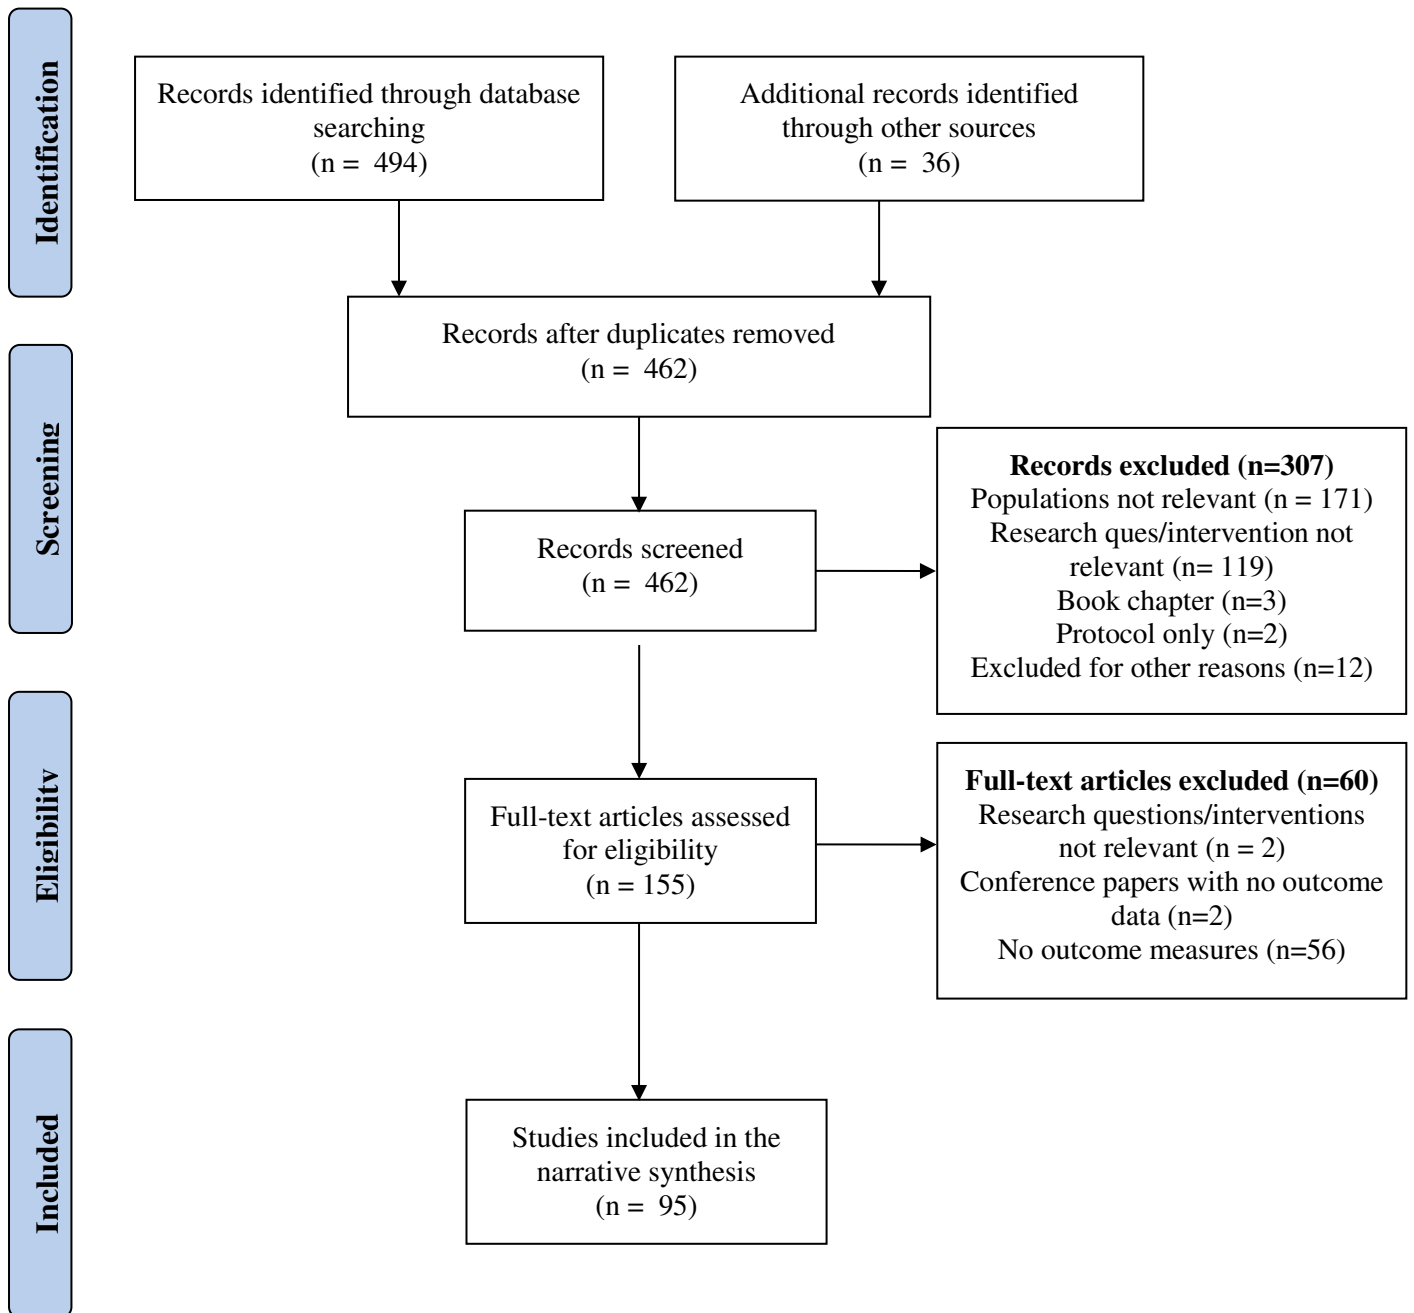 Identification
Records identified through database
searching
(n = 494)
Additional records identified
through other sources
(n = 36)
Records after duplicates removed
(n = 462)
Screening
Records screened
(n = 462)
Records excluded (n=307)
Populations not relevant (n = 171)
Research ques/intervention not
relevant (n= 119)
Book chapter (n=3)
Protocol only (n=2)
Excluded for other reasons (n=12)
Eligibility
Full-text articles assessed
for eligibility
(n = 155)
Full-text articles excluded (n=60)
Research questions/interventions
not relevant (n = 2)
Conference papers with no outcome
data (n=2)
No outcome measures (n=56)
Included
Studies included in the
narrative synthesis
(n = 95)